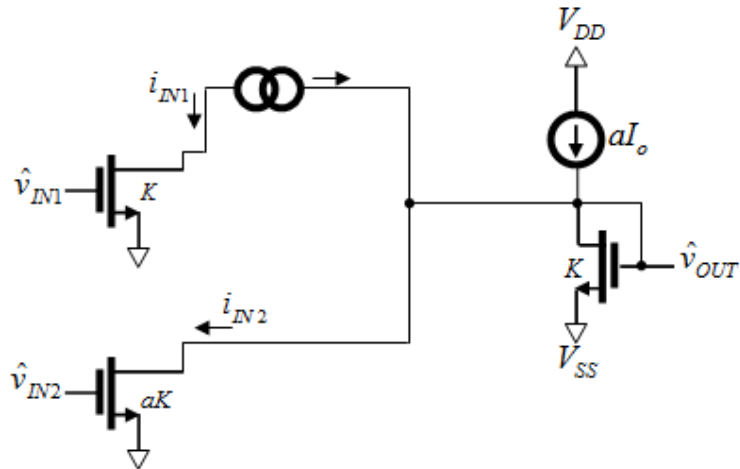 V_DD
i_IN1
aI_o
v̂_IN1
K
K
v̂_OUT
i_IN2
V_SS
v̂_IN2
aK